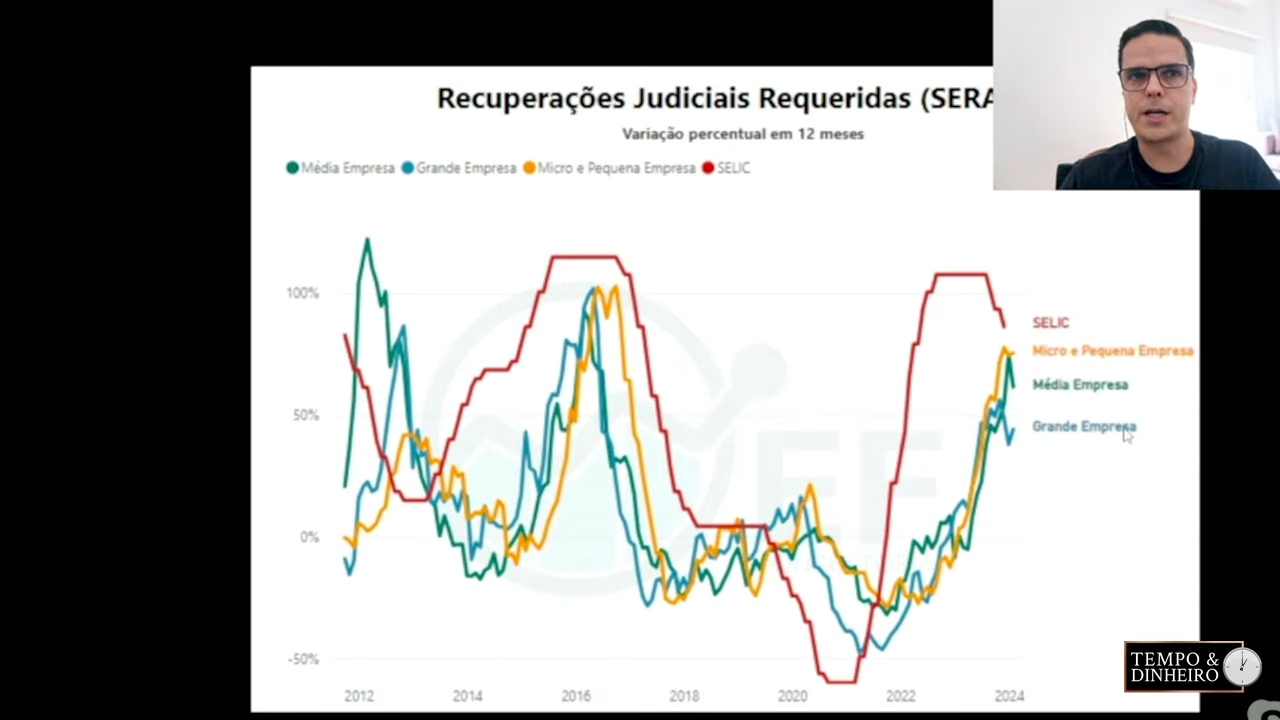 Recuperações Judiciais Requeridas (SERA
Variação percentual em 12 meses
Média Empresa Grande Empresa Micro e Pequena Empresa SELIC
100%
50%
0%
-50%
SELIC
Micro e Pequena Empresa
Média Empresa
Grande Empresa
EF
2012 2014 2016 2018 2020 2022 2024
TEMPO &
DINHEIRO